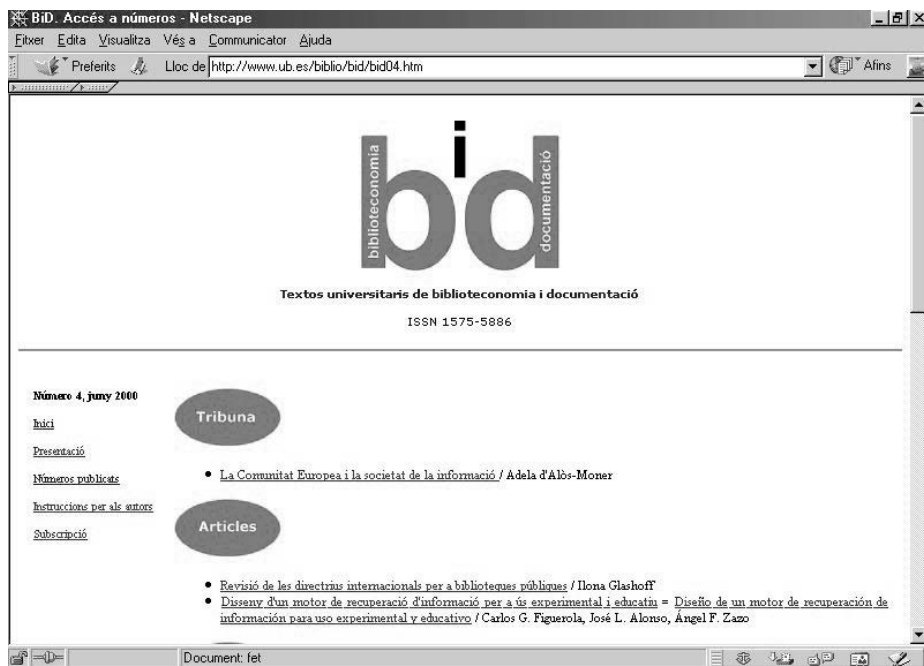 BiD. Accés a números - Netscape
Fitxer Edita Visualitza Vés a Communicator Ajuda
Preferits Lloc de http://www.ub.es/biblio/bid/bid04.htm Afins
biblioteconomia
bid
documentació
Textos universitaris de biblioteconomia i documentació
ISSN 1575-5886
Número 4, juny 2000
Inici
Presentació
Números publicats
Instruccions per als autors
Subscripció
Tribuna
La Comunitat Europea i la societat de la informació / Adela d'Alòs-Moner
Articles
Revisió de les directrius internacionals per a biblioteques públiques / Ilona Glashoff
Disseny d'un motor de recuperació d'informació per a ús experimental i educatiu = Diseño de un motor de recuperación de
información para uso experimental y educativo / Carlos G. Figuerola, José L. Alonso, Ángel F. Zazo
Document: fet